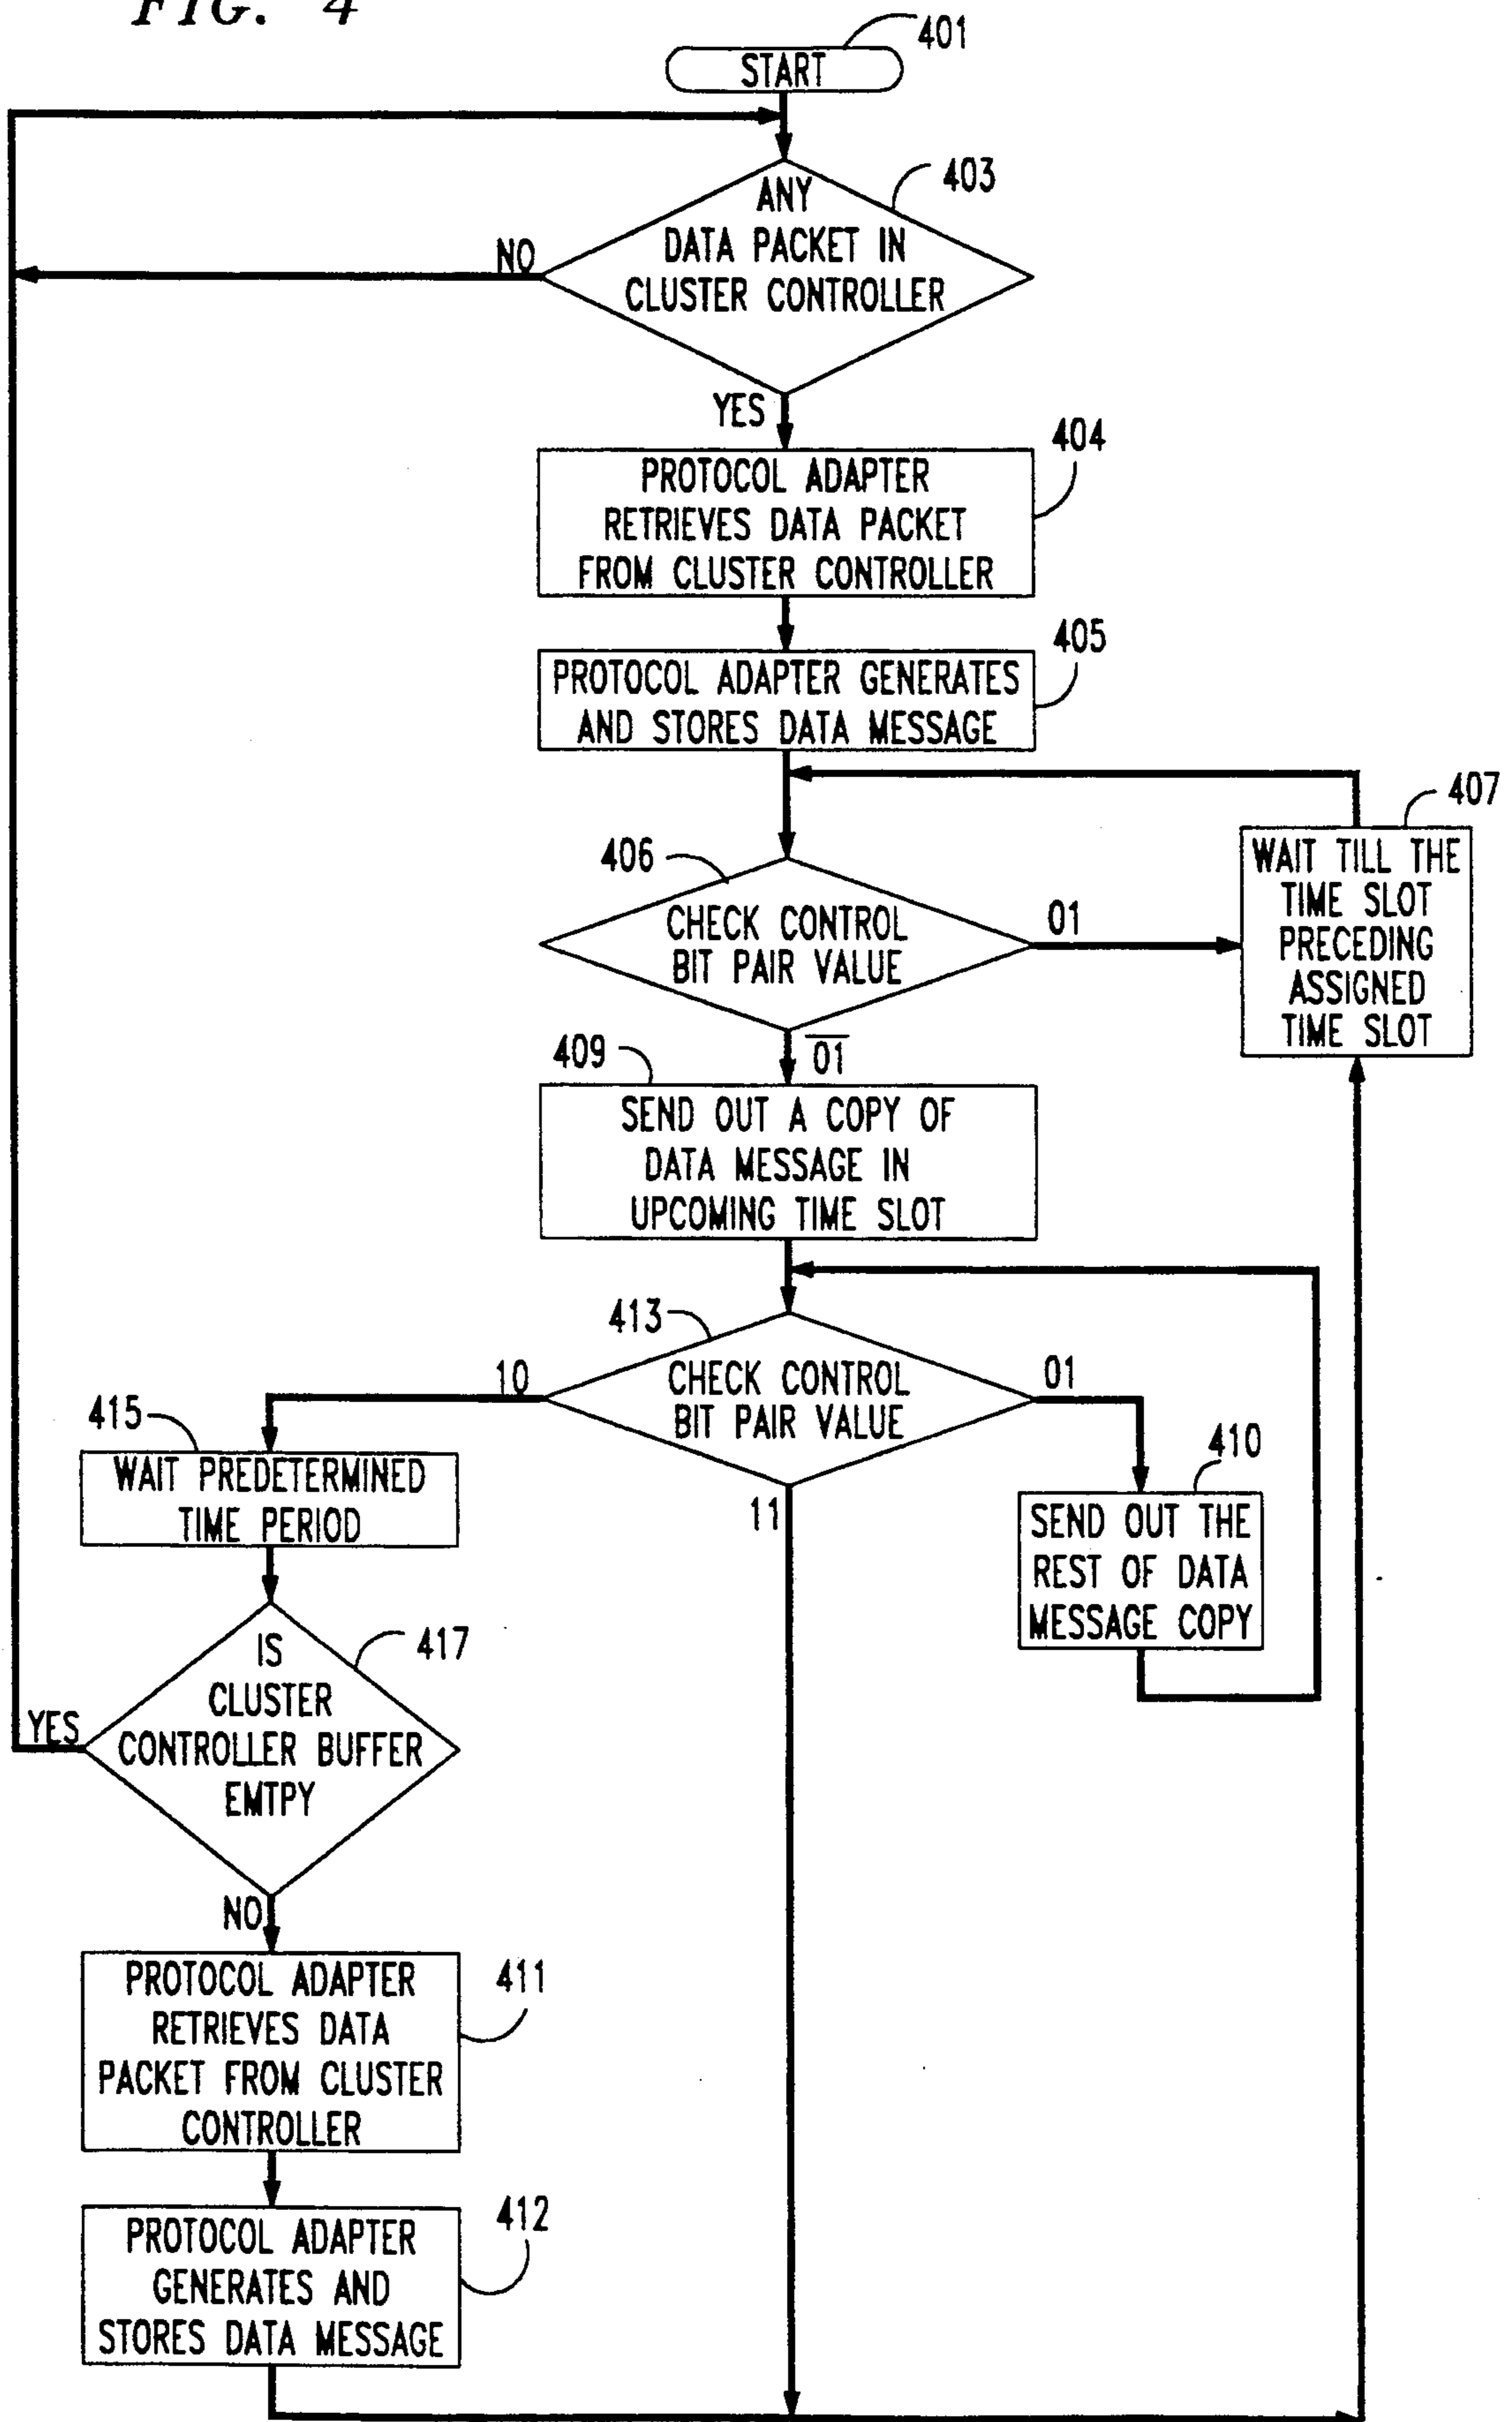 FIG. 4
401
START
403
ANY
DATA PACKET IN
CLUSTER CONTROLLER
NO
YES
404
PROTOCOL ADAPTER
RETRIEVES DATA PACKET
FROM CLUSTER CONTROLLER
405
PROTOCOL ADAPTER GENERATES
AND STORES DATA MESSAGE
407
WAIT TILL THE
TIME SLOT
PRECEDING
ASSIGNED
TIME SLOT
406
CHECK CONTROL
BIT PAIR VALUE
01
0̅1̅
409
SEND OUT A COPY OF
DATA MESSAGE IN
UPCOMING TIME SLOT
413
CHECK CONTROL
BIT PAIR VALUE
10
01
11
415
WAIT PREDETERMINED
TIME PERIOD
410
SEND OUT THE
REST OF DATA
MESSAGE COPY
417
IS
CLUSTER
CONTROLLER BUFFER
EMTPY
YES
NO
411
PROTOCOL ADAPTER
RETRIEVES DATA
PACKET FROM CLUSTER
CONTROLLER
412
PROTOCOL ADAPTER
GENERATES AND
STORES DATA MESSAGE